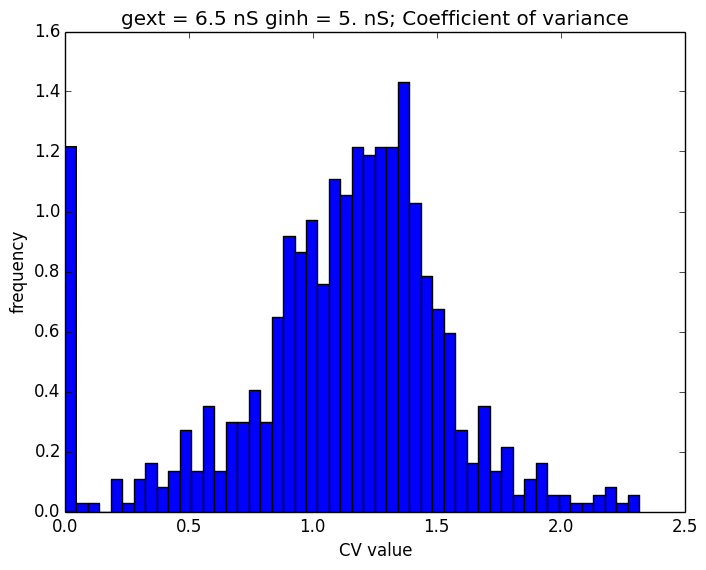 gext = 6.5 nS ginh = 5. nS; Coefficient of variance
1.6
1.4
1.2
1.0
0.8
0.6
0.4
0.2
0.0
frequency
0.0 0.5 1.0 1.5 2.0 2.5
CV value